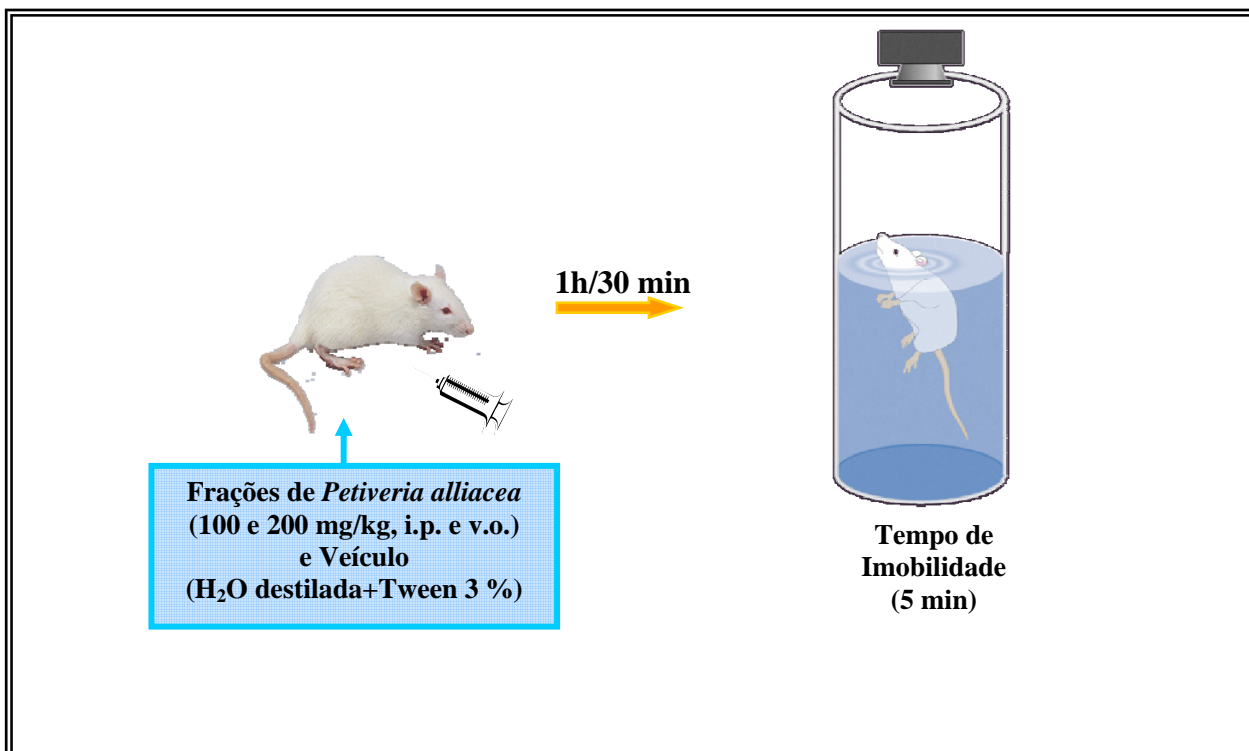 1h/30 min
Frações de Petiveria alliacea
(100 e 200 mg/kg, i.p. e v.o.)
e Veículo
(H₂O destilada+Tween 3 %)
Tempo de
Imobilidade
(5 min)